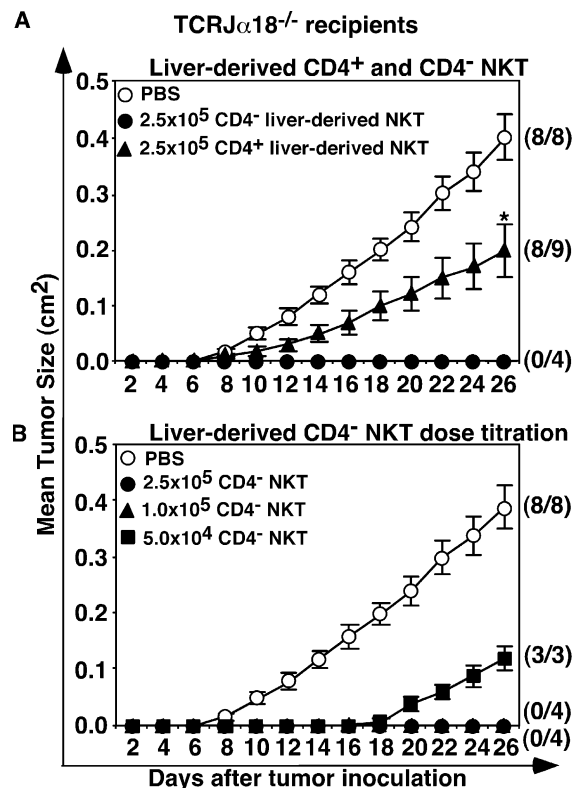 A
TCRJα18-/- recipients
Liver-derived CD4+ and CD4- NKT
PBS
2.5x10⁵ CD4- liver-derived NKT
2.5x10⁵ CD4+ liver-derived NKT
0.5
0.4
0.3
0.2
0.1
0.0
*
(8/8)
(8/9)
(0/4)
2 4 6 8 10 12 14 16 18 20 22 24 26
Mean Tumor Size (cm²)
B
Liver-derived CD4- NKT dose titration
PBS
2.5x10⁵ CD4- NKT
1.0x10⁵ CD4- NKT
5.0x10⁴ CD4- NKT
0.5
0.4
0.3
0.2
0.1
0.0
(8/8)
(3/3)
(0/4)
(0/4)
2 4 6 8 10 12 14 16 18 20 22 24 26
Days after tumor inoculation